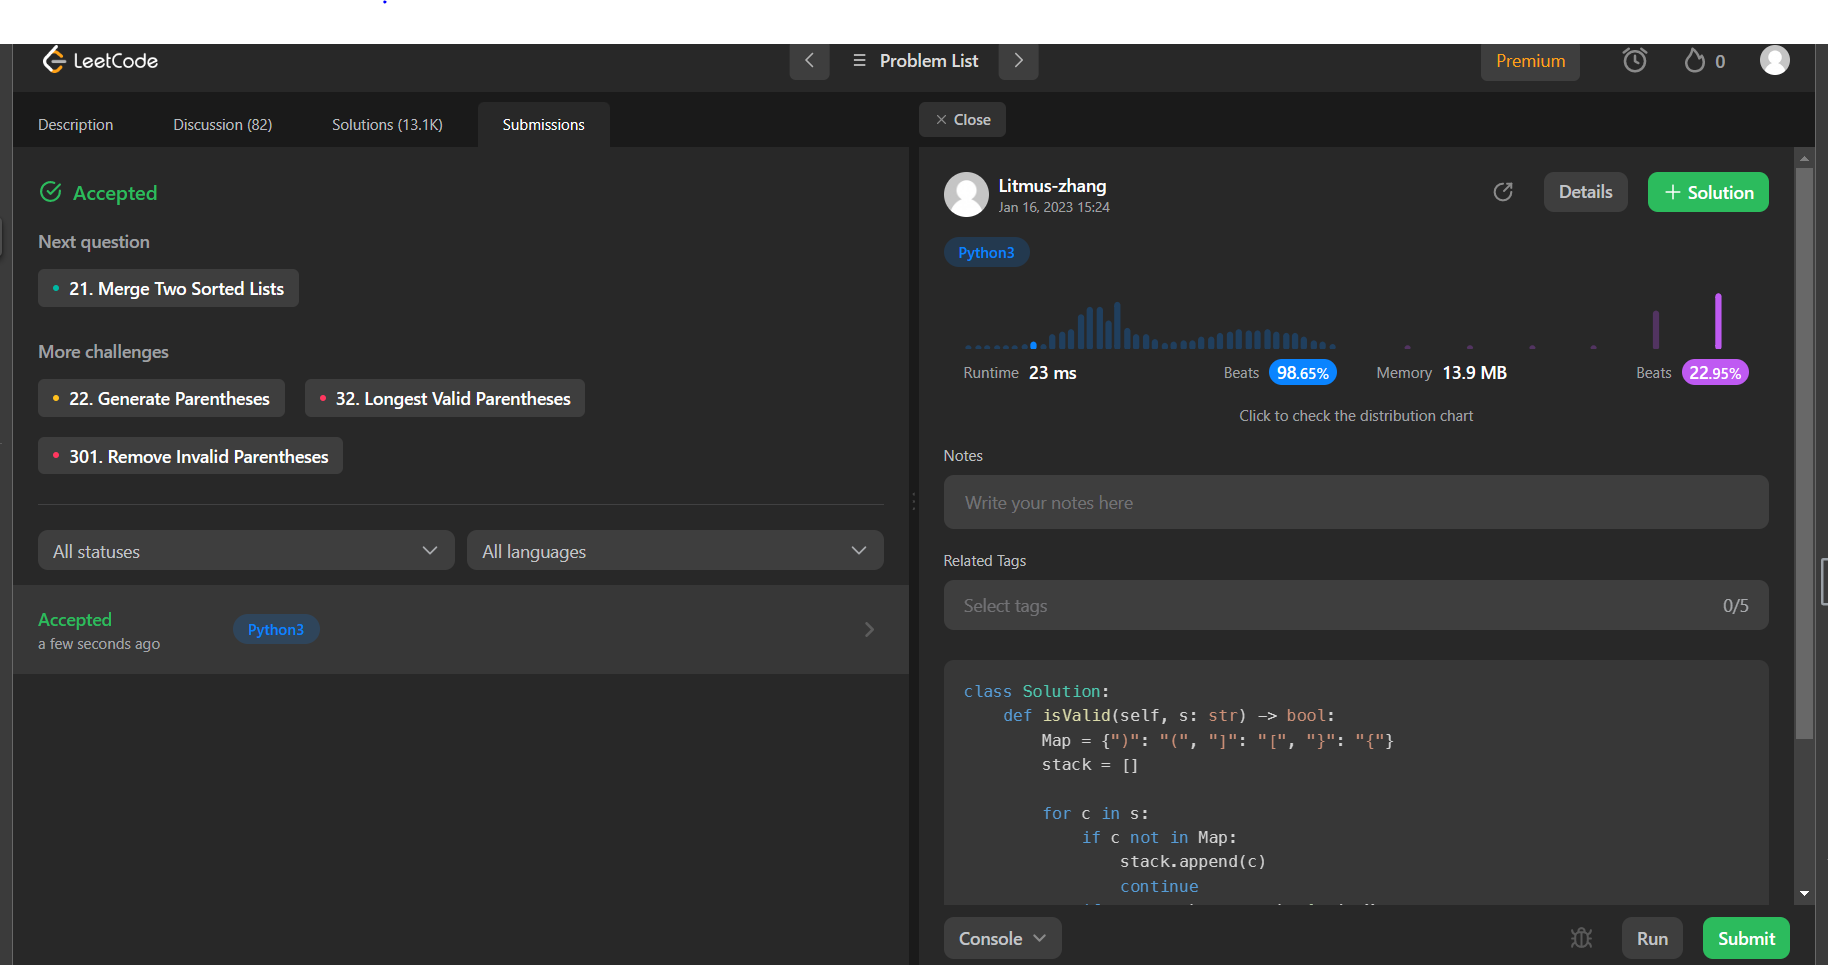 LeetCode
Problem List
Premium
0
Description
Discussion (82)
Solutions (13.1K)
Submissions
Accepted
Next question
21. Merge Two Sorted Lists
More challenges
22. Generate Parentheses
32. Longest Valid Parentheses
301. Remove Invalid Parentheses
All statuses
All languages
Accepted
a few seconds ago
Python3
Close
Litmus-zhang
Jan 16, 2023 15:24
Details
+ Solution
Python3
Runtime 23 ms
Beats 98.65%
Memory 13.9 MB
Beats 22.95%
Click to check the distribution chart
Notes
Write your notes here
Related Tags
Select tags
0/5
class Solution:
    def isValid(self, s: str) -> bool:
        Map = {")": "(", "]": "[", "}": "{"}
        stack = []
        for c in s:
            if c not in Map:
                stack.append(c)
                continue
Console
Run
Submit